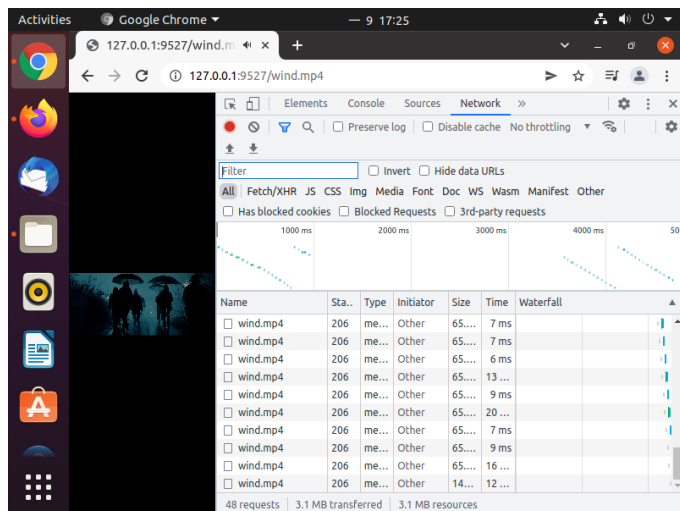 Activities Google Chrome ▾ — 9 17:25
127.0.0.1:9527/wind.m × +
127.0.0.1:9527/wind.mp4
Elements Console Sources Network »
Preserve log Disable cache No throttling
Filter Invert Hide data URLs
All Fetch/XHR JS CSS Img Media Font Doc WS Wasm Manifest Other
Has blocked cookies Blocked Requests 3rd-party requests
1000 ms 2000 ms 3000 ms 4000 ms 50
Name Sta.. Type Initiator Size Time Waterfall
wind.mp4 206 me... Other 65.... 7 ms
wind.mp4 206 me... Other 65.... 7 ms
wind.mp4 206 me... Other 65.... 6 ms
wind.mp4 206 me... Other 65.... 13 ...
wind.mp4 206 me... Other 65.... 9 ms
wind.mp4 206 me... Other 65.... 20 ...
wind.mp4 206 me... Other 65.... 7 ms
wind.mp4 206 me... Other 65.... 9 ms
wind.mp4 206 me... Other 65.... 16 ...
wind.mp4 206 me... Other 14... 12 ...
48 requests 3.1 MB transferred 3.1 MB resources